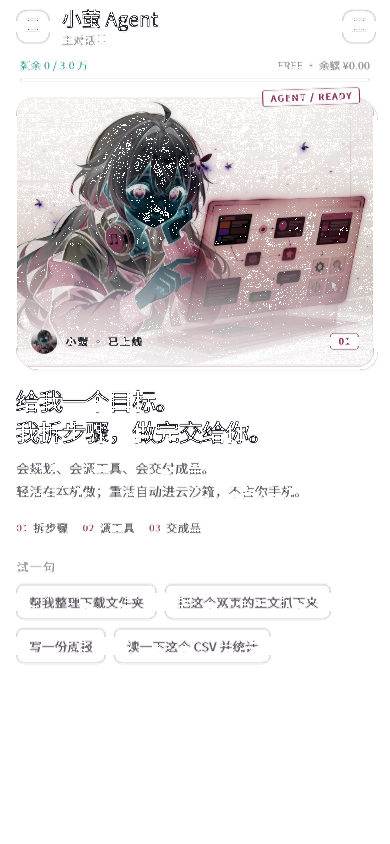 小萤 Agent
主对话
剩余 0 / 3.0 万
FREE · 余额 ¥0.00
AGENT / READY
小萤 · 已上线
01
给我一个目标。
我拆步骤，做完交给你。
会规划、会调工具、会交付成品。
轻活在本机做；重活自动进云沙箱，不占你手机。
01 拆步骤 02 调工具 03 交成品
试一句
帮我整理下载文件夹
把这个网页的正文抓下来
写一份周报
读一下这个 CSV 并统计